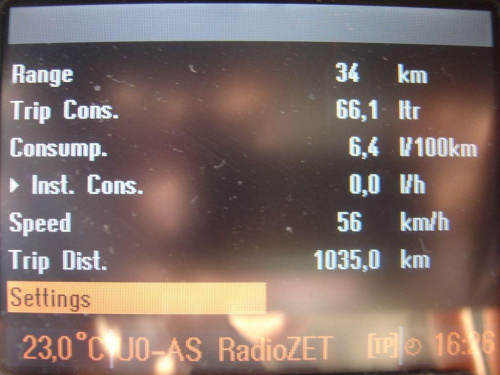 Range 34 km
Trip Cons. 66,1 ltr
Consump. 6,4 l/100km
Inst. Cons. 0,0 l/h
Speed 56 km/h
Trip Dist. 1035,0 km
Settings
23,0°C U0-AS RadioZET [TP] 16:26